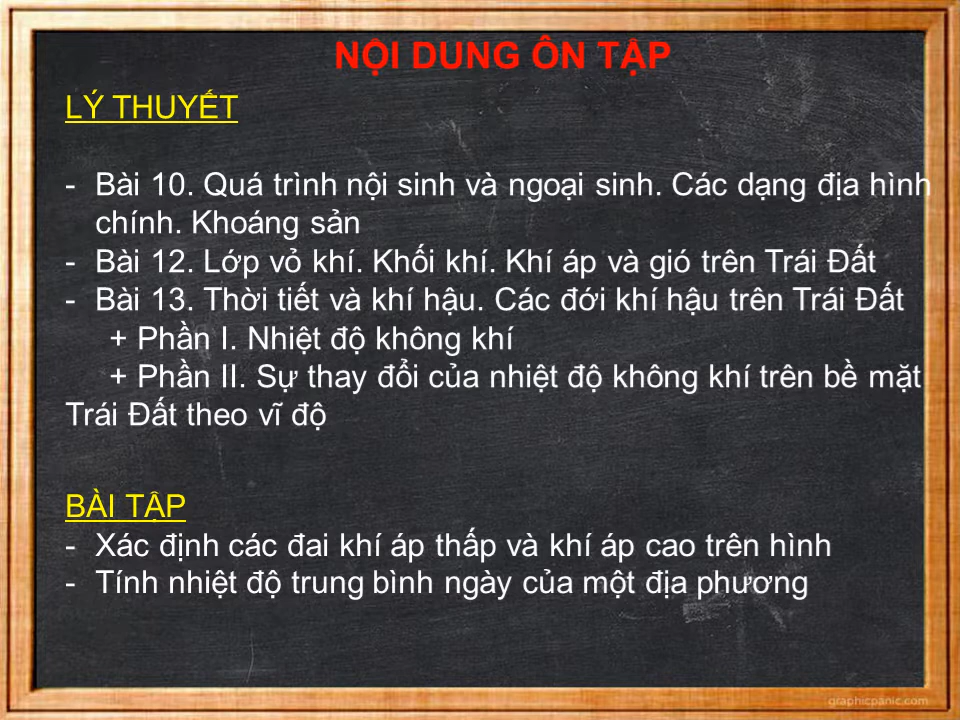 NỘI DUNG ÔN TẬP
LÝ THUYẾT
- Bài 10. Quá trình nội sinh và ngoại sinh. Các dạng địa hình
chính. Khoáng sản
- Bài 12. Lớp vỏ khí. Khối khí. Khí áp và gió trên Trái Đất
- Bài 13. Thời tiết và khí hậu. Các đới khí hậu trên Trái Đất
+ Phần I. Nhiệt độ không khí
+ Phần II. Sự thay đổi của nhiệt độ không khí trên bề mặt
Trái Đất theo vĩ độ
BÀI TẬP
- Xác định các đai khí áp thấp và khí áp cao trên hình
- Tính nhiệt độ trung bình ngày của một địa phương
graphicpanic.com